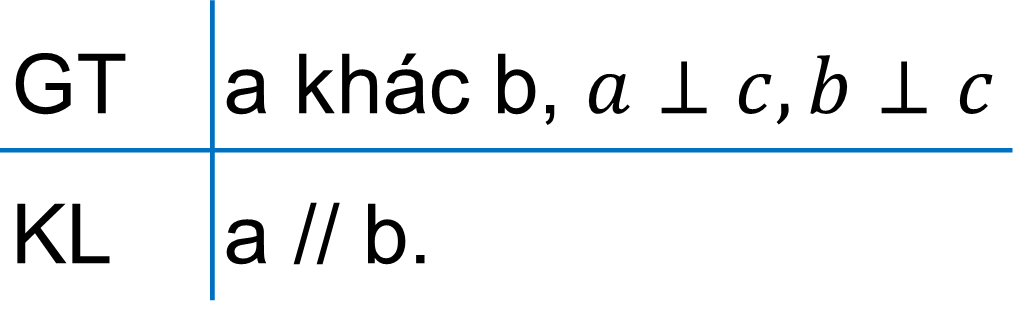 GT a khác b, a ⊥ c, b ⊥ c
KL a // b.